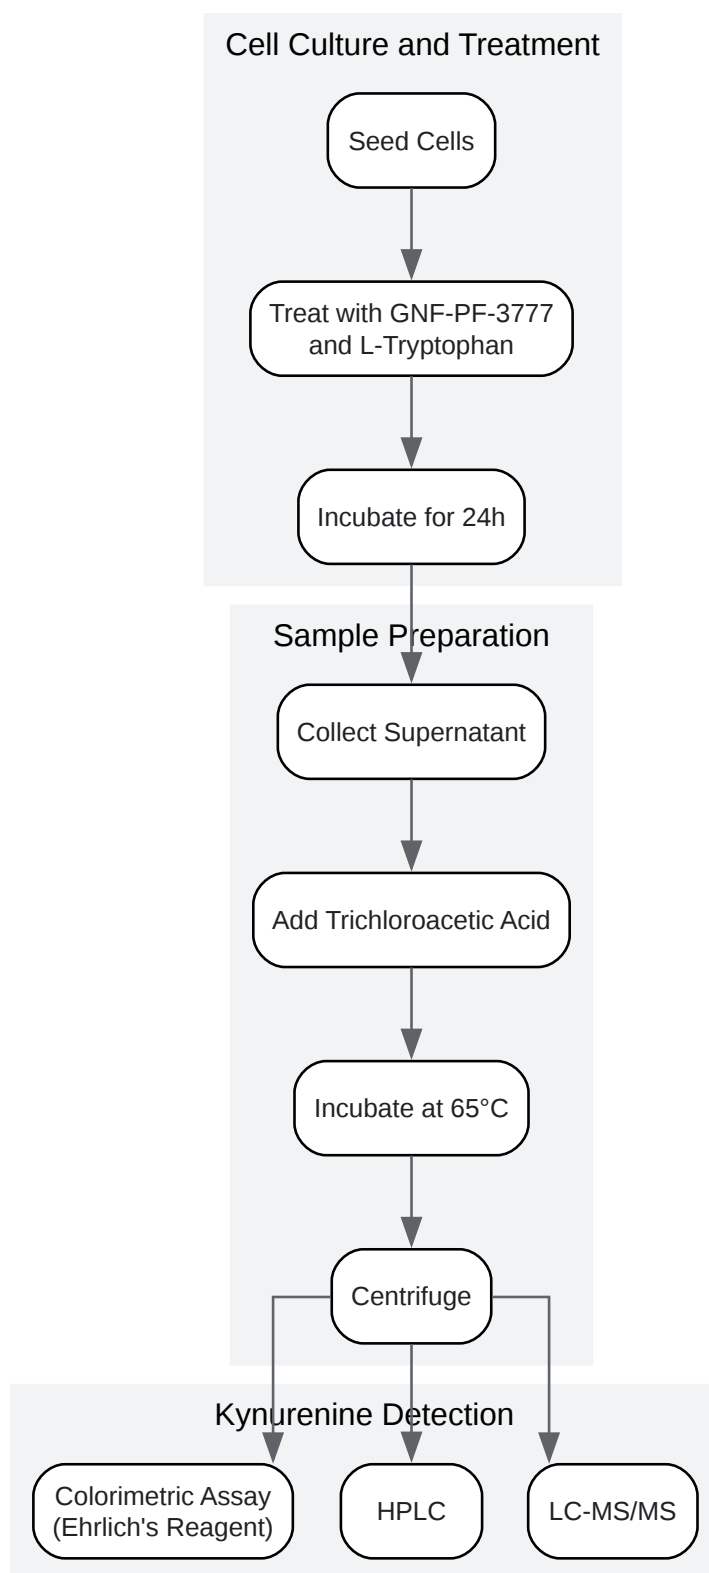 Cell Culture and Treatment
Seed Cells
Treat with GNF-PF-3777
and L-Tryptophan
Incubate for 24h
Sample Preparation
Collect Supernatant
Add Trichloroacetic Acid
Incubate at 65°C
Centrifuge
Kynurenine Detection
Colorimetric Assay
(Ehrlich's Reagent)
HPLC
LC-MS/MS